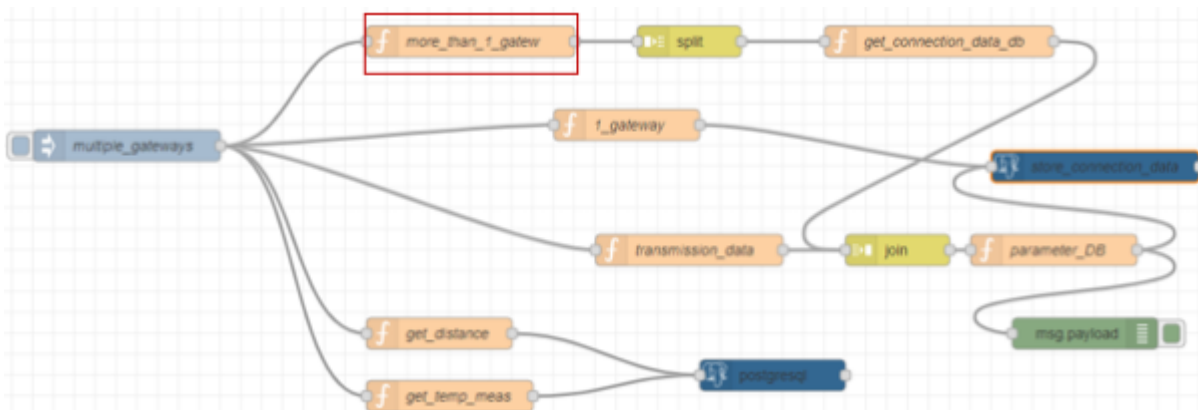 more_than_1_gatew
split
get_connection_data_db
1_gateway
multiple_gateways
store_connection_data
transmission_data
join
parameter_DB
get_distance
msg.payload
postgresql
get_temp_meas